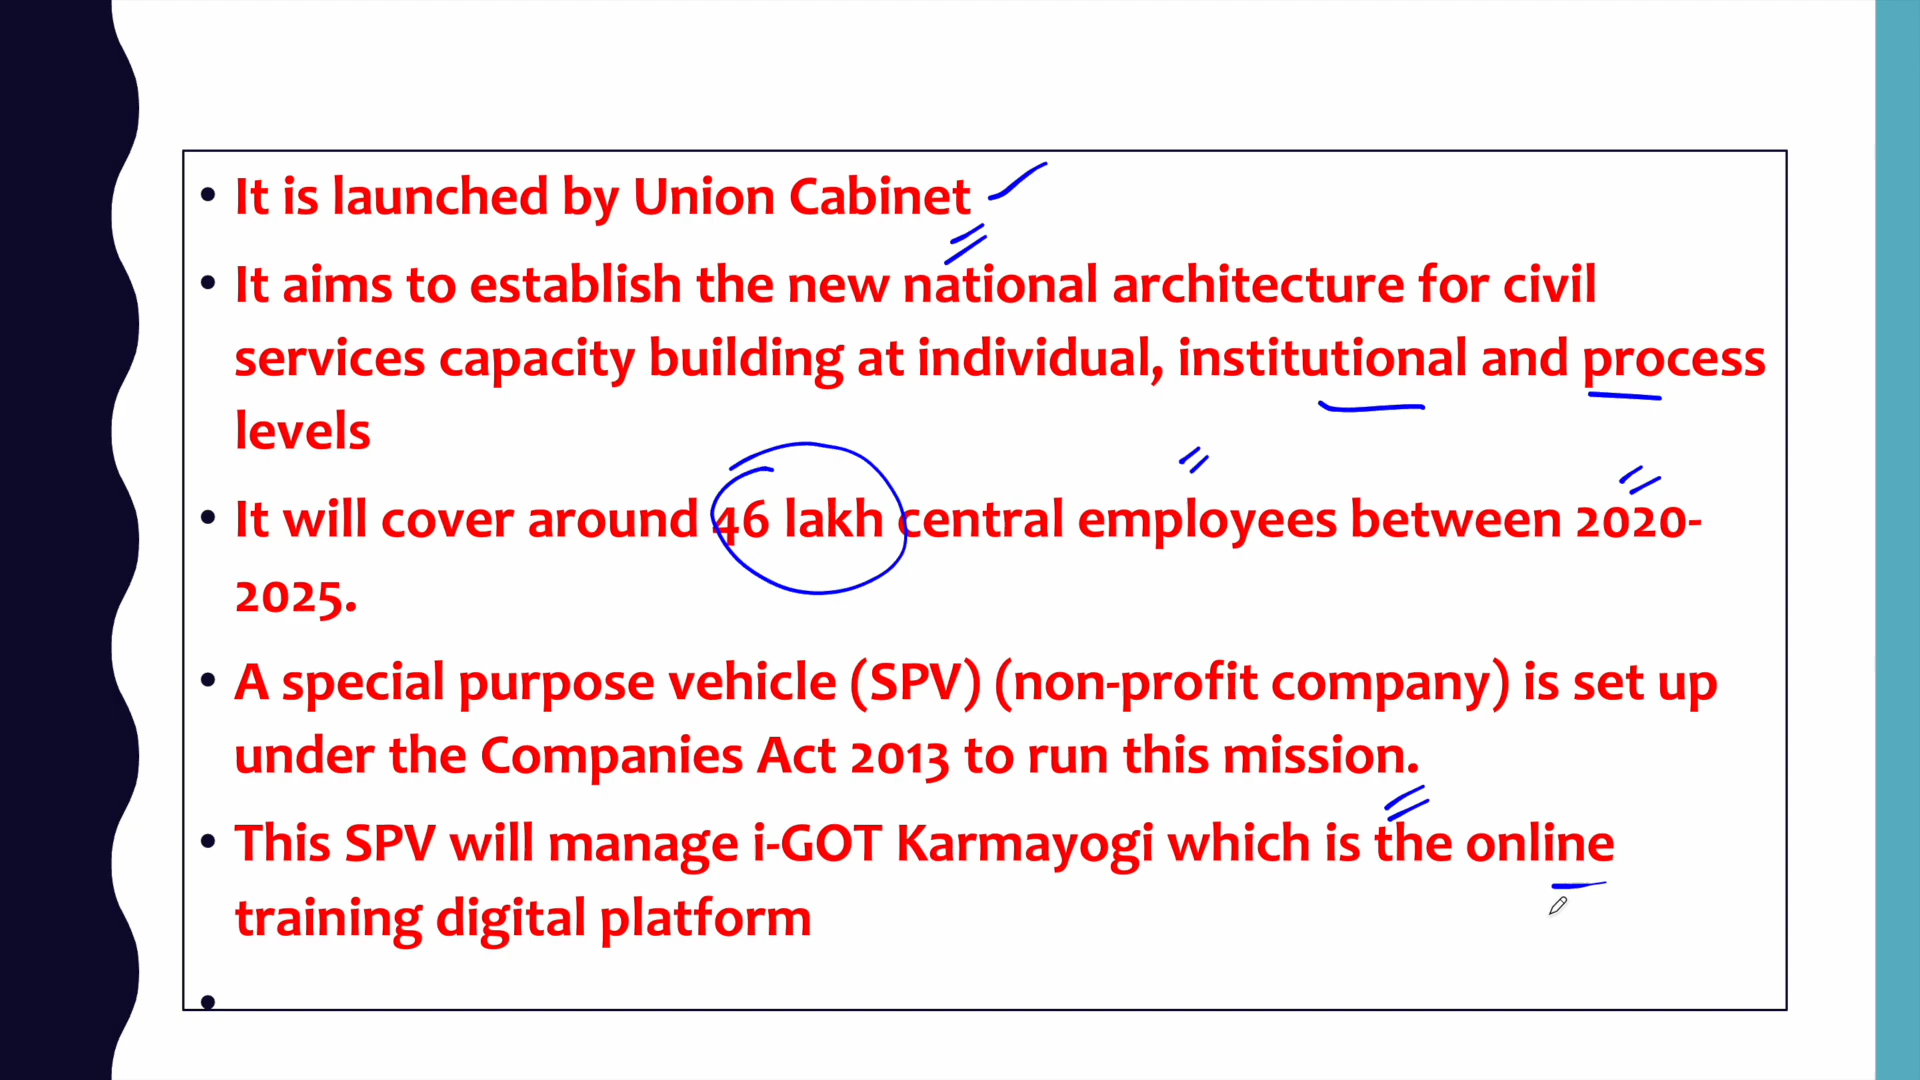 • It is launched by Union Cabinet
• It aims to establish the new national architecture for civil
services capacity building at individual, institutional and process
levels
• It will cover around 46 lakh central employees between 2020-
2025.
• A special purpose vehicle (SPV) (non-profit company) is set up
under the Companies Act 2013 to run this mission.
• This SPV will manage i-GOT Karmayogi which is the online
training digital platform
•